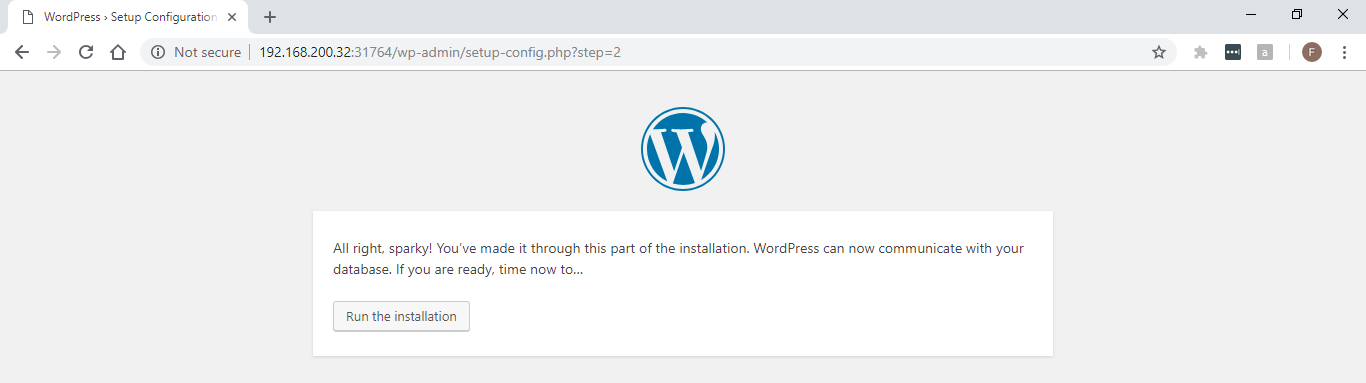 WordPress › Setup Configuration
Not secure | 192.168.200.32:31764/wp-admin/setup-config.php?step=2
a
F
W
All right, sparky! You’ve made it through this part of the installation. WordPress can now communicate with your
database. If you are ready, time now to…
Run the installation